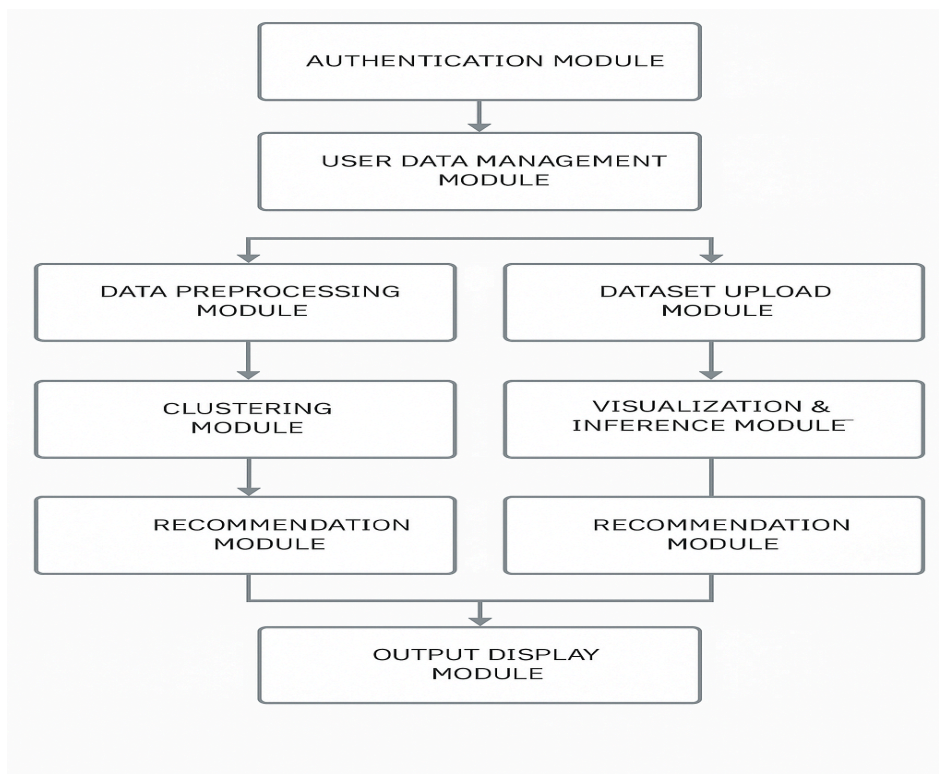 AUTHENTICATION MODULE
USER DATA MANAGEMENT
MODULE
DATA PREPROCESSING
MODULE
DATASET UPLOAD
MODULE
CLUSTERING
MODULE
VISUALIZATION &
INFERENCE MODULE
RECOMMENDATION
MODULE
RECOMMENDATION
MODULE
OUTPUT DISPLAY
MODULE